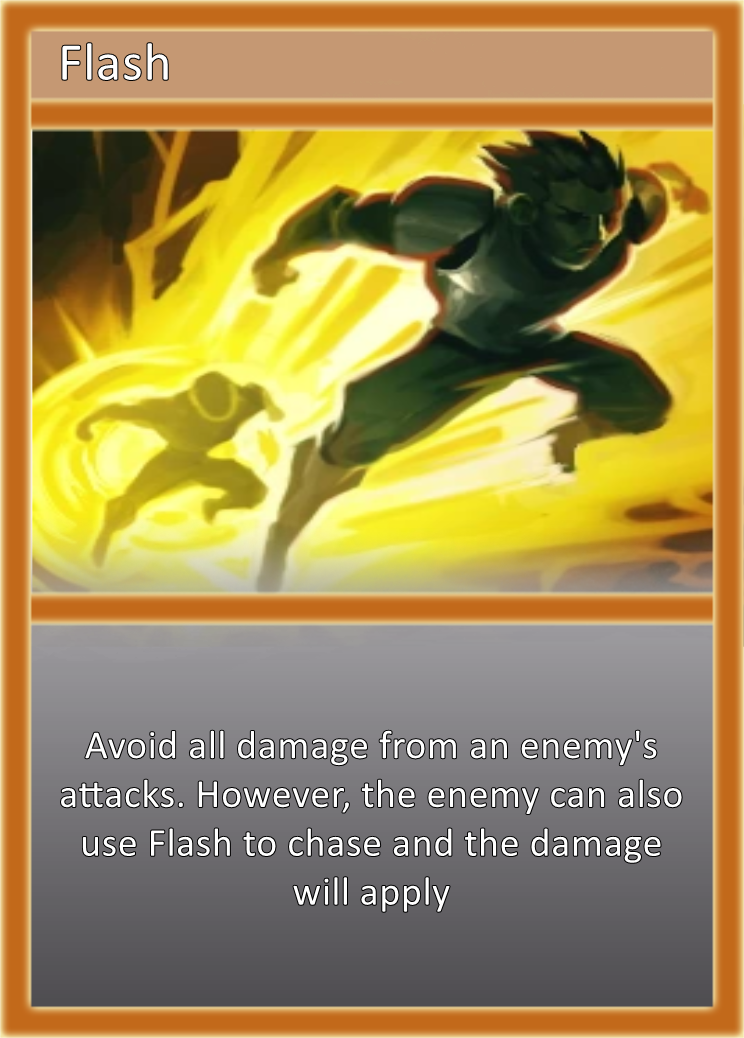 Flash
Avoid all damage from an enemy's
attacks. However, the enemy can also
use Flash to chase and the damage
will apply